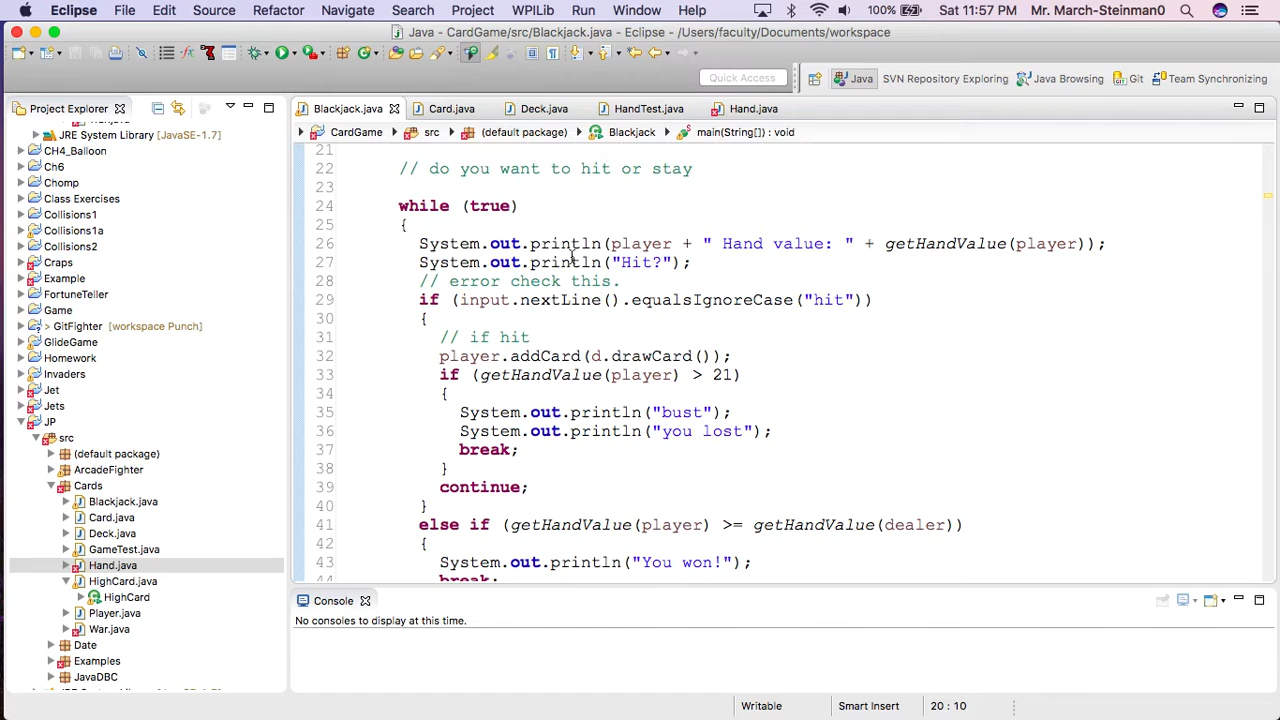 Eclipse File Edit Source Refactor Navigate Search Project WPILib Run Window Help 100% Sat 11:57 PM Mr. March-Steinman0
Java - CardGame/src/Blackjack.java - Eclipse - /Users/faculty/Documents/workspace
Quick Access Java SVN Repository Exploring Java Browsing Git Team Synchronizing
Project Explorer
JRE System Library [JavaSE-1.7]
CH4_Balloon
Ch6
Chomp
Class Exercises
Collisions1
Collisions1a
Collisions2
Craps
Example
FortuneTeller
Game
> GitFighter [workspace Punch]
GlideGame
Homework
Invaders
Jet
Jets
JP
src
(default package)
ArcadeFighter
Cards
Blackjack.java
Card.java
Deck.java
GameTest.java
Hand.java
HighCard.java
HighCard
Player.java
War.java
Date
Examples
JavaDBC
Blackjack.java Card.java Deck.java HandTest.java Hand.java
CardGame src (default package) Blackjack main(String[]) : void
21
22 // do you want to hit or stay
23
24 while (true)
25 {
26 System.out.println(player + " Hand value: " + getHandValue(player));
27 System.out.println("Hit?");
28 // error check this.
29 if (input.nextLine().equalsIgnoreCase("hit"))
30 {
31 // if hit
32 player.addCard(d.drawCard());
33 if (getHandValue(player) > 21)
34 {
35 System.out.println("bust");
36 System.out.println("you lost");
37 break;
38 }
39 continue;
40 }
41 else if (getHandValue(player) >= getHandValue(dealer))
42 {
43 System.out.println("You won!");
44 break;
Console
No consoles to display at this time.
Writable Smart Insert 20 : 10